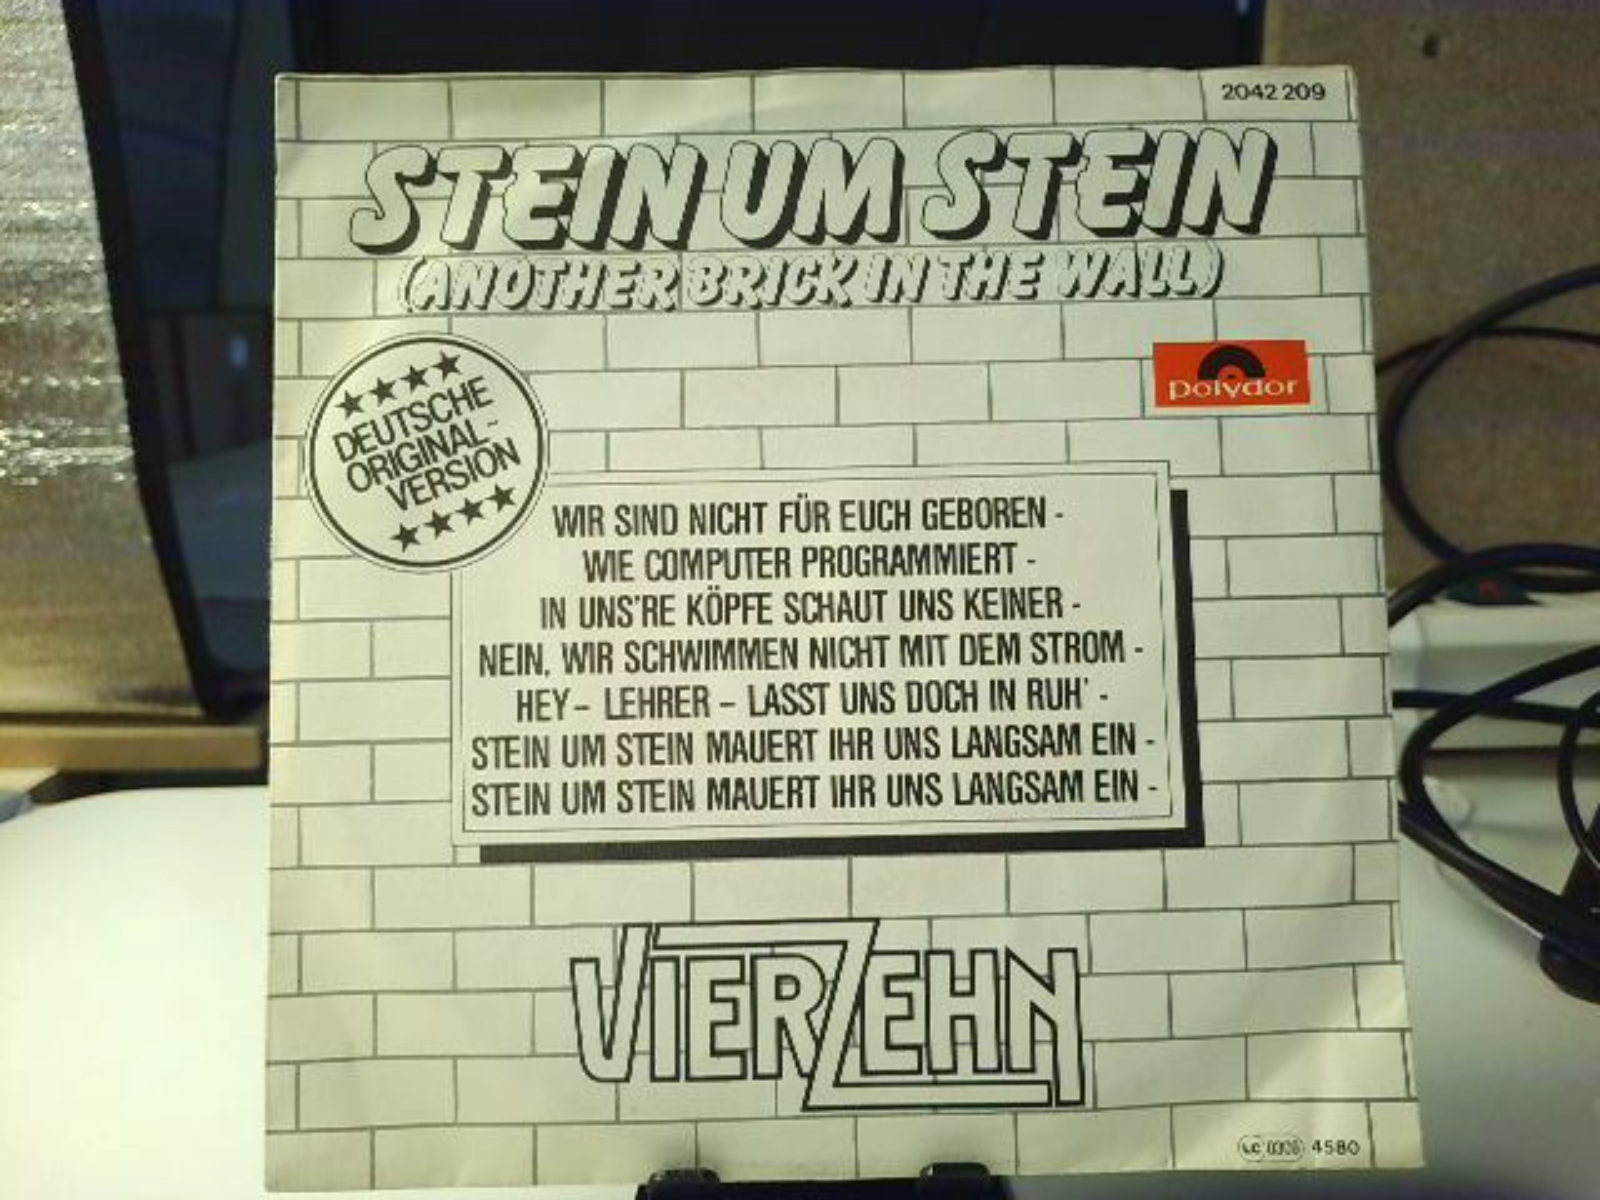 2042 209
STEIN UM STEIN
(ANOTHER BRICK IN THE WALL)
polydor
DEUTSCHE
ORIGINAL-
VERSION
WIR SIND NICHT FÜR EUCH GEBOREN -
WIE COMPUTER PROGRAMMIERT -
IN UNS'RE KÖPFE SCHAUT UNS KEINER -
NEIN, WIR SCHWIMMEN NICHT MIT DEM STROM -
HEY – LEHRER – LASST UNS DOCH IN RUH' -
STEIN UM STEIN MAUERT IHR UNS LANGSAM EIN -
STEIN UM STEIN MAUERT IHR UNS LANGSAM EIN -
VIERZEHN
LC 0309 4580